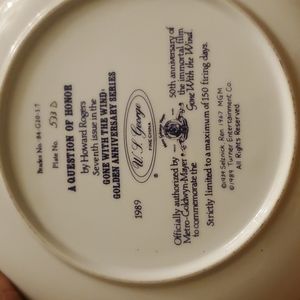 Bradex No. 84-G20-1.7
Plate No. 533 D
A QUESTION OF HONOR
by Howard Rogers
Seventh issue in the
GONE WITH THE WIND:
GOLDEN ANNIVERSARY SERIES
W. L. George
FINE CHINA
®
1989
Officially authorized by
Metro-Goldwyn-Mayer
to commemorate the
50th anniversary of
the immortal film
Gone With the Wind.
Strictly limited to a maximum of 150 firing days.
©1939 Selznick Ren. 1967 MGM
©1989 Turner Entertainment Co.
All Rights Reserved